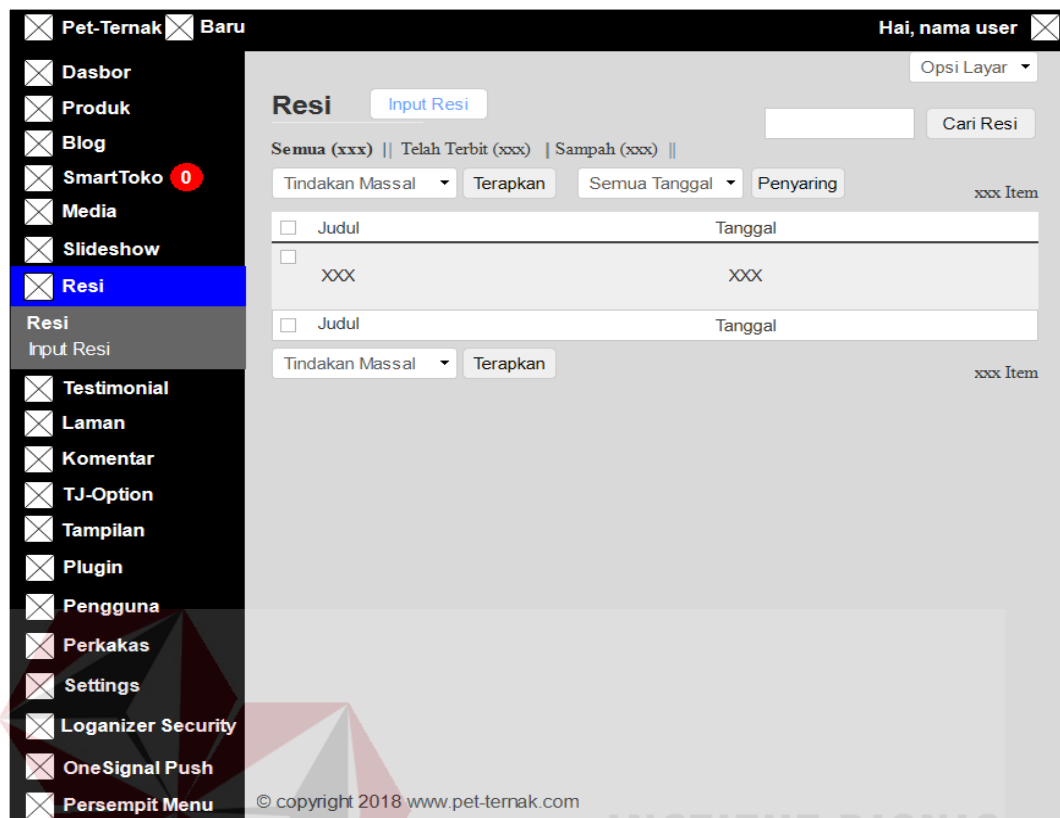 Pet-Ternak Baru Hai, nama user
Dasbor
Produk
Blog
SmartToko 0
Media
Slideshow
Resi
Resi
Input Resi
Testimonial
Laman
Komentar
TJ-Option
Tampilan
Plugin
Pengguna
Perkakas
Settings
Loganizer Security
OneSignal Push
Persempit Menu
Opsi Layar
Resi Input Resi
Cari Resi
Semua (xxx) || Telah Terbit (xxx) | Sampah (xxx) ||
Tindakan Massal Terapkan Semua Tanggal Penyaring
xxx Item
Judul Tanggal
XXX XXX
Judul Tanggal
Tindakan Massal Terapkan
xxx Item
© copyright 2018 www.pet-ternak.com